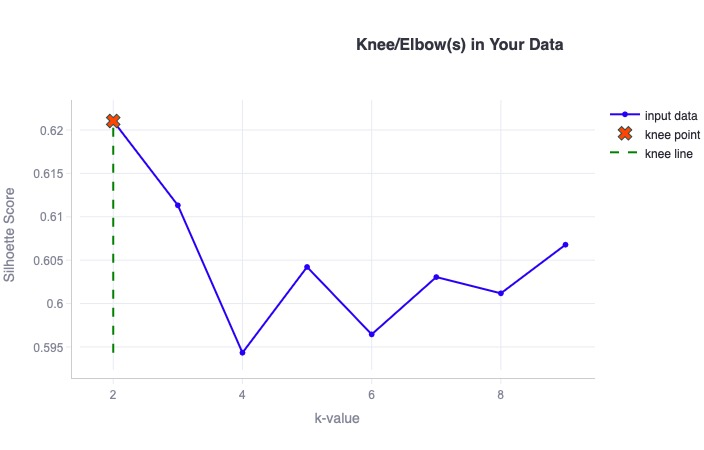 Knee/Elbow(s) in Your Data
Silhoette Score
0.62
0.615
0.61
0.605
0.6
0.595
2
4
6
8
k-value
input data
knee point
knee line